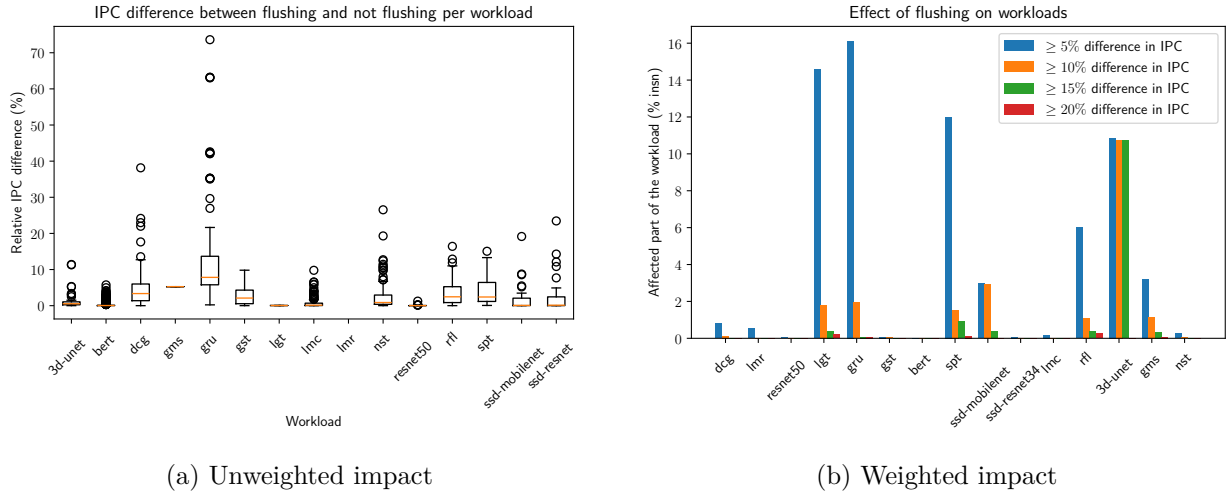 IPC difference between flushing and not flushing per workload
Relative IPC difference (%)
70
60
50
40
30
20
10
0
3d-unet
bert
dcg
gms
gru
gst
lgt
lmc
lmr
nst
resnet50
rfl
spt
ssd-mobilenet
ssd-resnet
Workload
(a) Unweighted impact
Effect of flushing on workloads
Affected part of the workload (% insn)
16
14
12
10
8
6
4
2
0
≥ 5% difference in IPC
≥ 10% difference in IPC
≥ 15% difference in IPC
≥ 20% difference in IPC
dcg
lmr
resnet50
lgt
gru
gst
bert
spt
ssd-mobilenet
ssd-resnet34
lmc
rfl
3d-unet
gms
nst
(b) Weighted impact